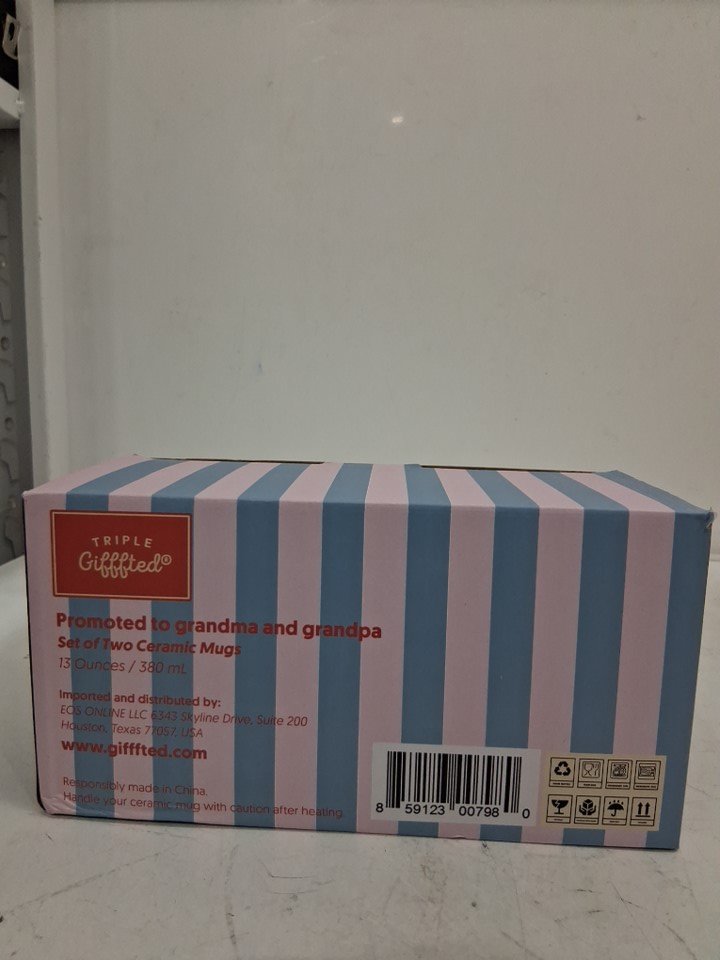 TRIPLE
Gifffted®
Promoted to grandma and grandpa
Set of Two Ceramic Mugs
13 Ounces / 380 mL
Imported and distributed by:
EOS ONLINE LLC 6343 Skyline Drive, Suite 200
Houston, Texas 77057, USA
www.gifffted.com
Responsibly made in China.
Handle your ceramic mug with caution after heating.
8 59123 00798 0